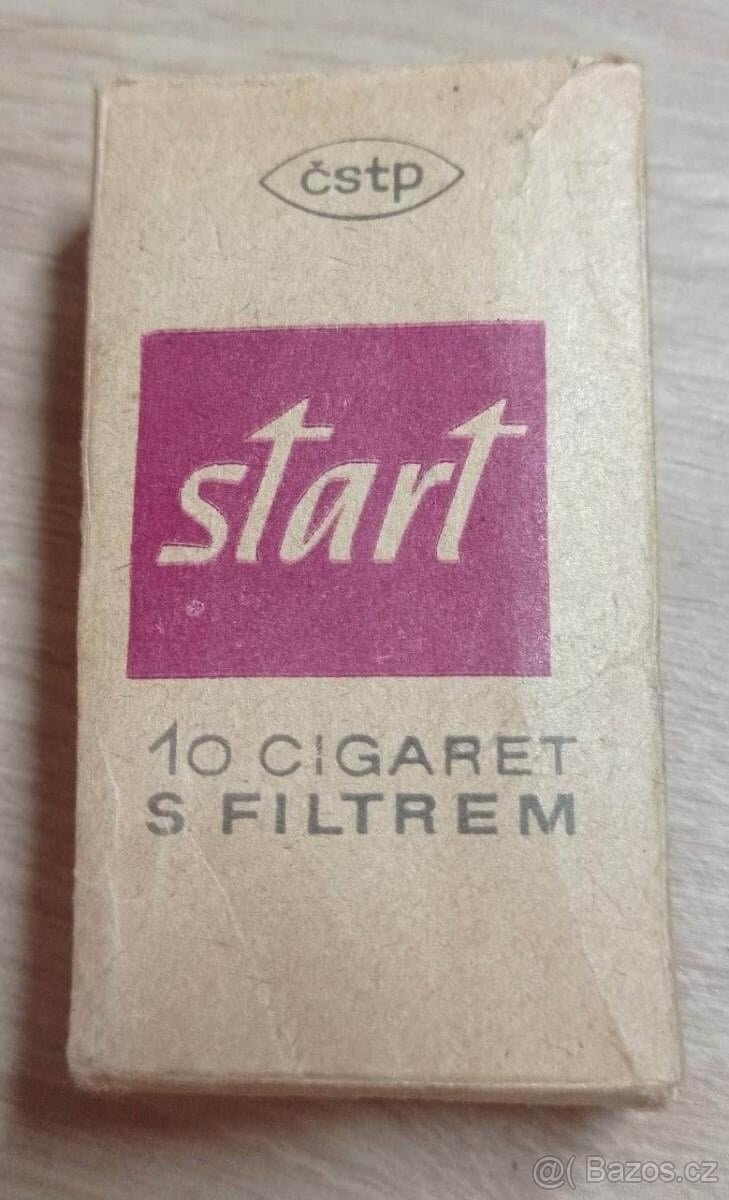 čstp
start
10 CIGARET
S FILTREM
@( Bazos.cz